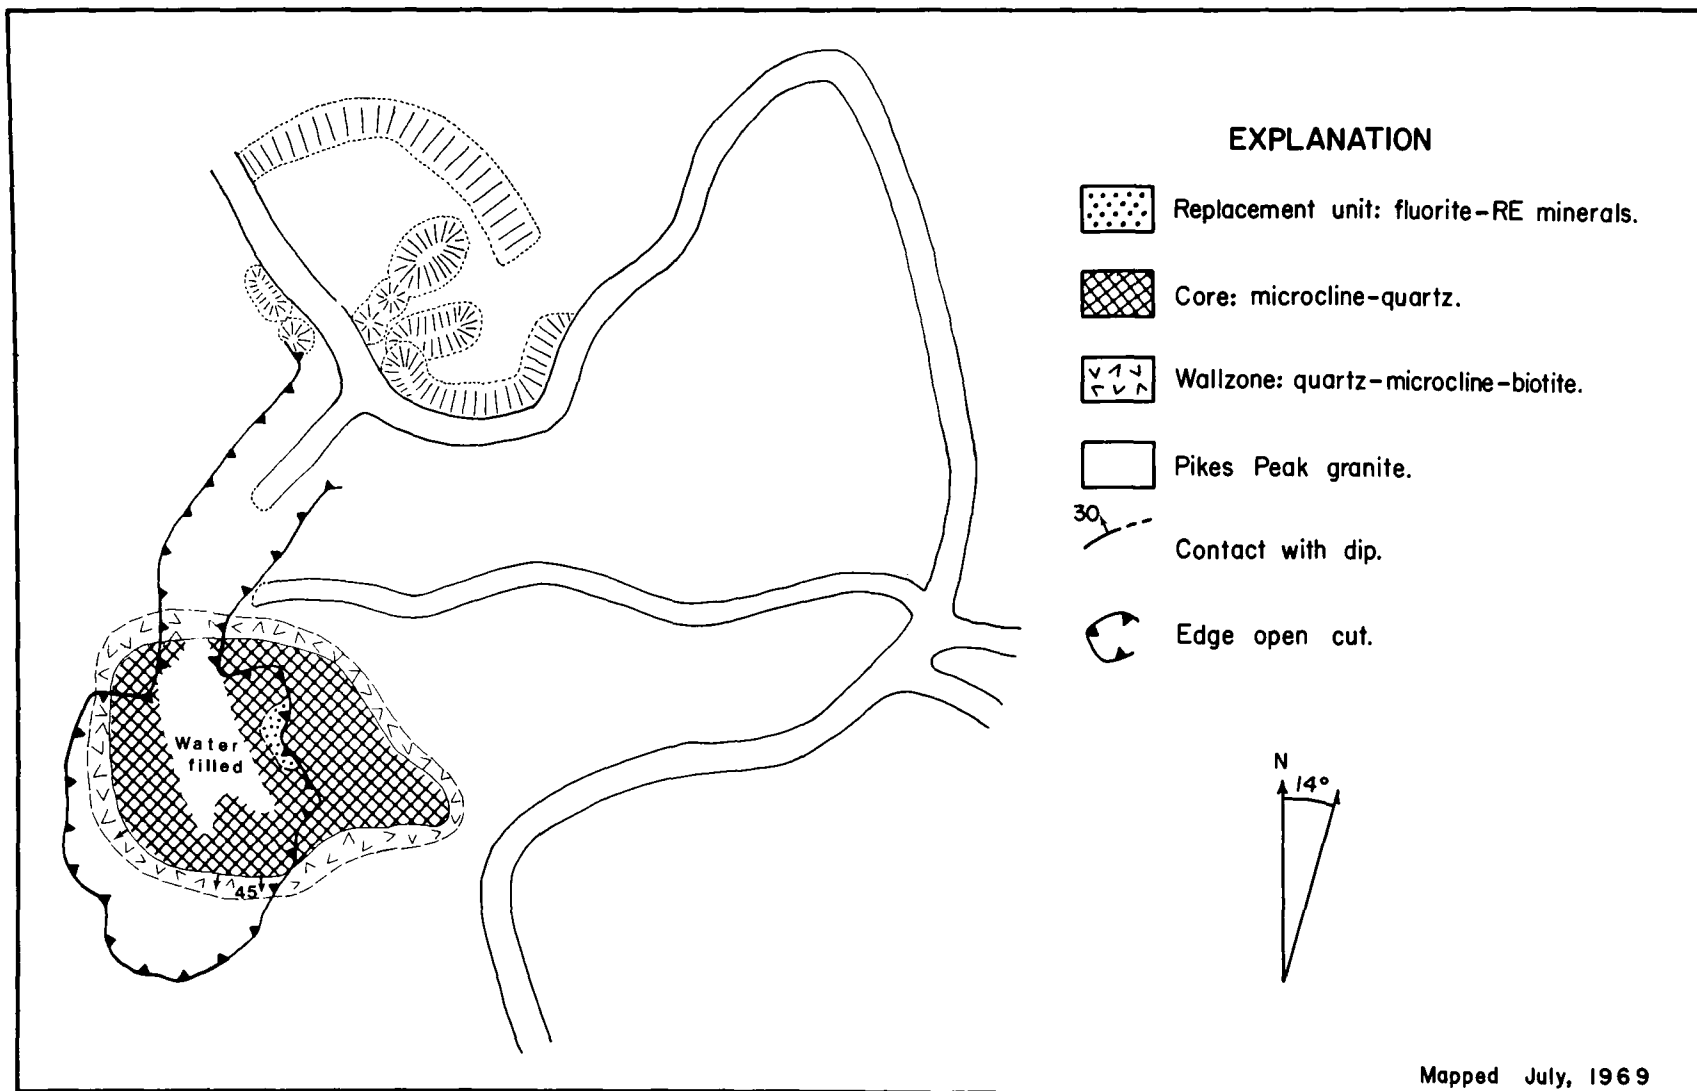 EXPLANATION
Replacement unit: fluorite-RE minerals.
Core: microcline-quartz.
Wallzone: quartz-microcline-biotite.
Pikes Peak granite.
30
Contact with dip.
Edge open cut.
Water
filled
45
N
14°
Mapped July, 1969